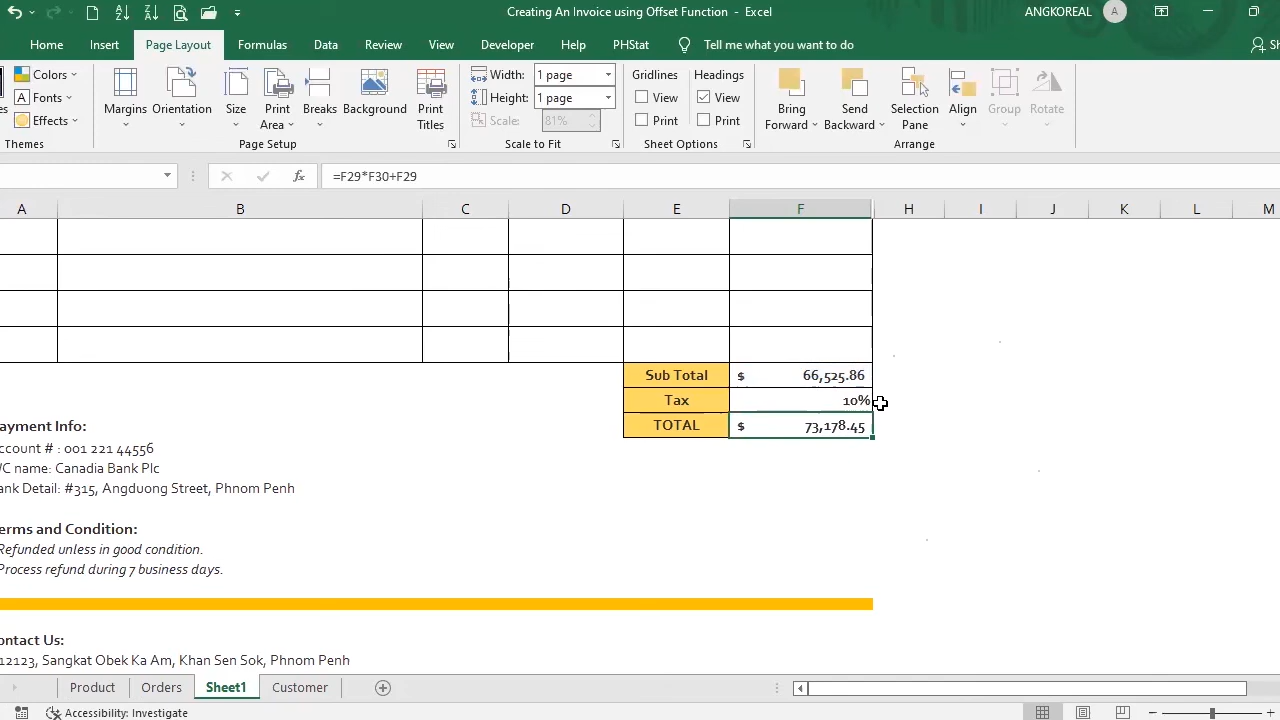 Creating An Invoice using Offset Function - Excel
ANGKOREAL
A
Home Insert Page Layout Formulas Data Review View Developer Help PHStat Tell me what you want to do
Colors
Fonts
Effects
Themes
Margins Orientation Size Print Area Breaks Background Print Titles
Page Setup
Width: 1 page
Height: 1 page
Scale: 81%
Scale to Fit
Gridlines Headings
View View
Print Print
Sheet Options
Bring Forward Send Backward Selection Pane Align Group Rotate
Arrange
fx =F29*F30+F29
A B C D E F H I J K L M
Sub Total $ 66,525.86
Tax 10%
TOTAL $ 73,178.45
ayment Info:
ccount # : 001 221 44556
/C name: Canadia Bank Plc
ank Detail: #315, Angduong Street, Phnom Penh
erms and Condition:
Refunded unless in good condition.
Process refund during 7 business days.
ontact Us:
12123, Sangkat Obek Ka Am, Khan Sen Sok, Phnom Penh
Product Orders Sheet1 Customer
Accessibility: Investigate